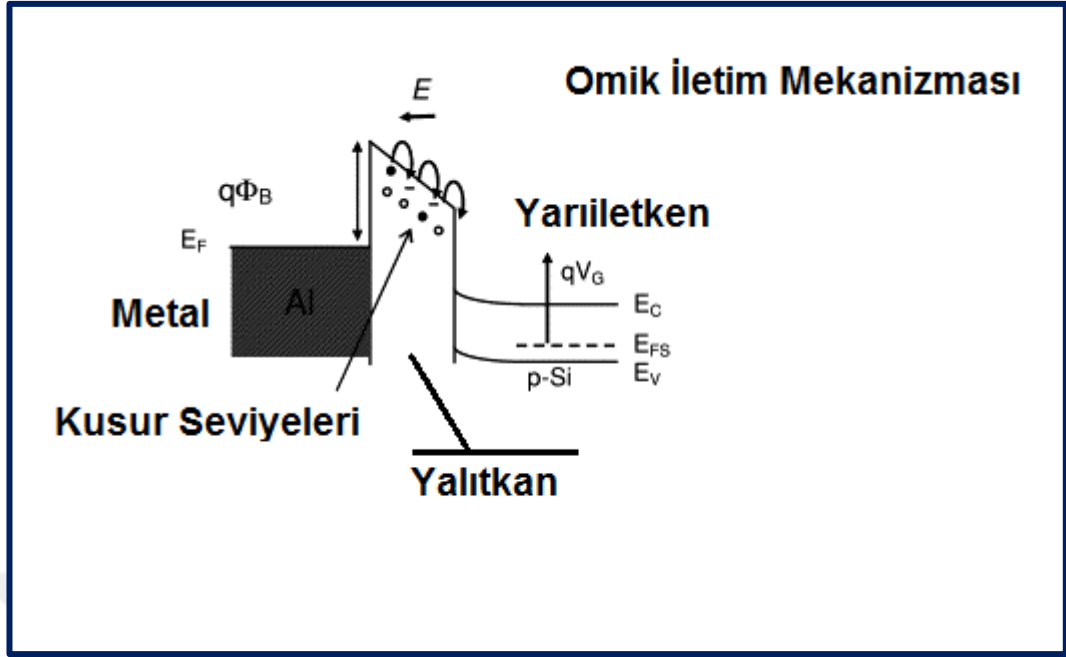 Omik İletim Mekanizması
E
qΦB
EF
Yarıiletken
qVG
Metal
Al
EC
EFS
p-Si
EV
Kusur Seviyeleri
Yalıtkan